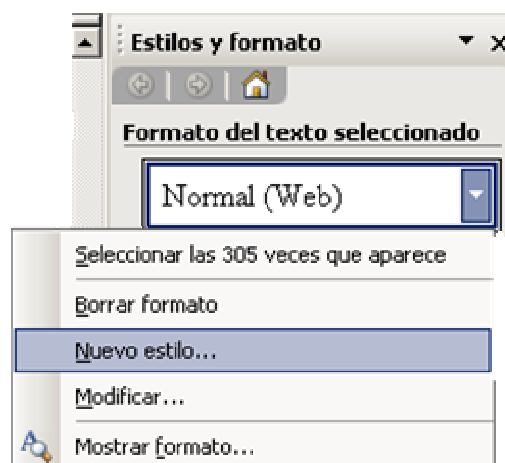 Estilos y formato
Formato del texto seleccionado
Normal (Web)
Seleccionar las 305 veces que aparece
Borrar formato
Nuevo estilo...
Modificar...
Mostrar formato...